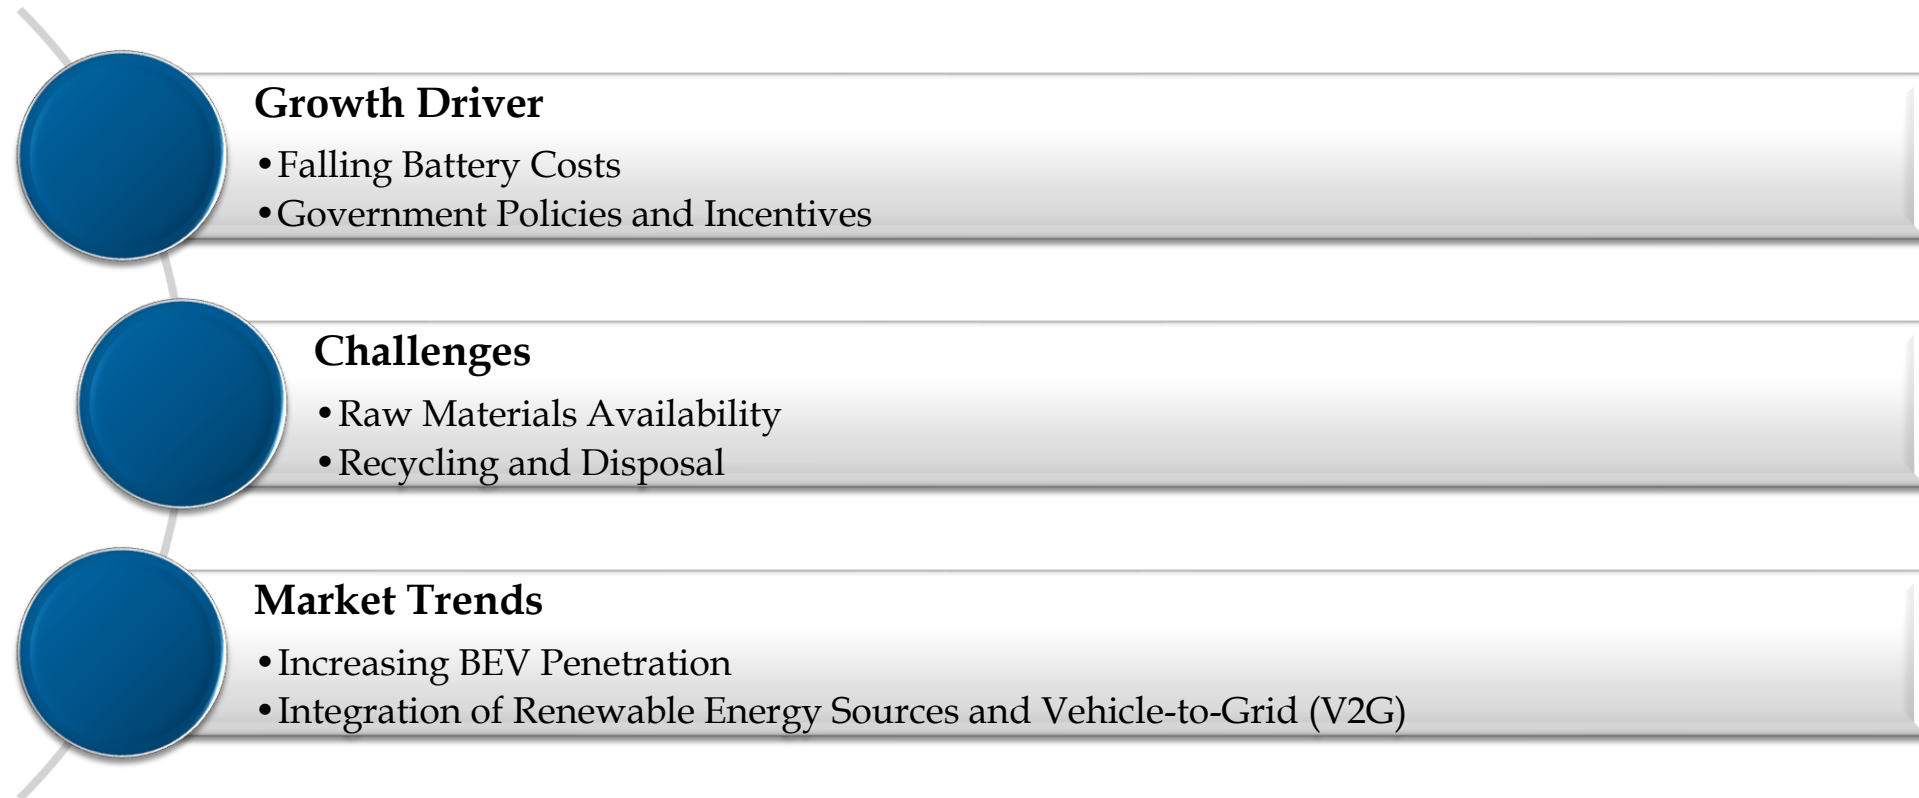 Growth Driver
•Falling Battery Costs
•Government Policies and Incentives
Challenges
•Raw Materials Availability
•Recycling and Disposal
Market Trends
•Increasing BEV Penetration
•Integration of Renewable Energy Sources and Vehicle-to-Grid (V2G)